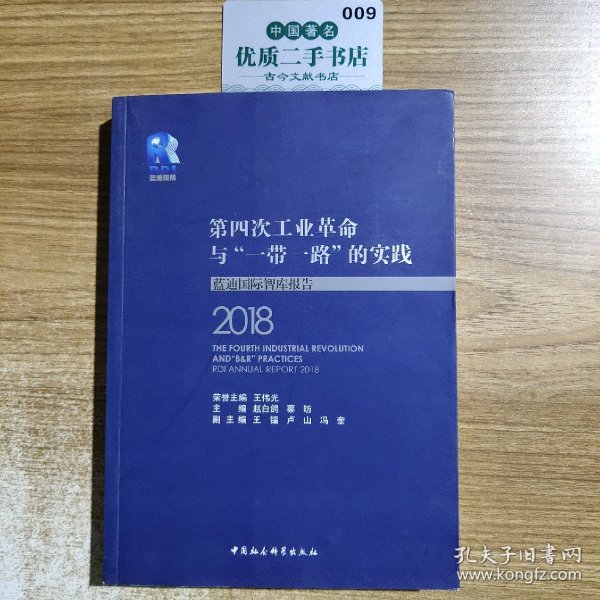 009
中国著名
优质二手书店
古今文献书店
RDI
蓝迪国际
第四次工业革命
与“一带一路”的实践
蓝迪国际智库报告
2018
THE FOURTH INDUSTRIAL REVOLUTION
AND"B&R" PRACTICES
RDI ANNUAL REPORT 2018
荣誉主编 王伟光
主 编 赵白鸽 蔡 昉
副主编 王 镭 卢 山 冯 奎
中国社会科学出版社
孔夫子旧书网
www.kongfz.com